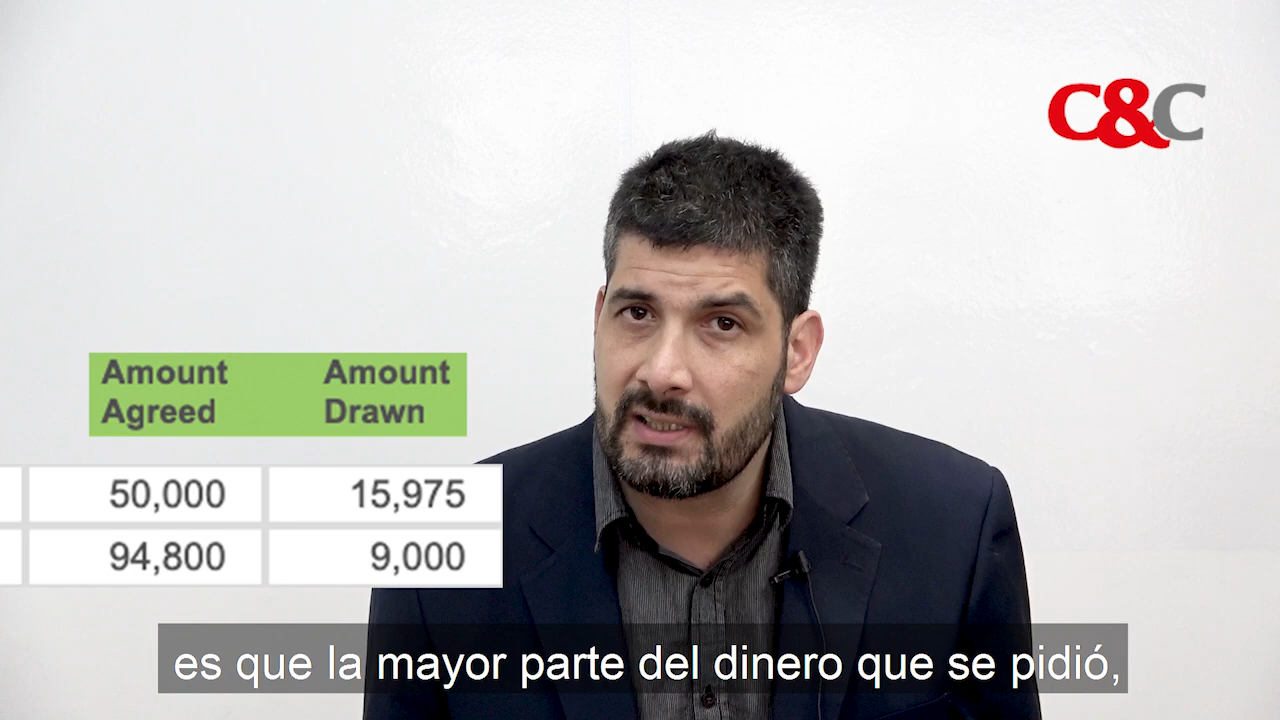 C&C
Amount Amount
Agreed Drawn
50,000 15,975
94,800 9,000
es que la mayor parte del dinero que se pidió,